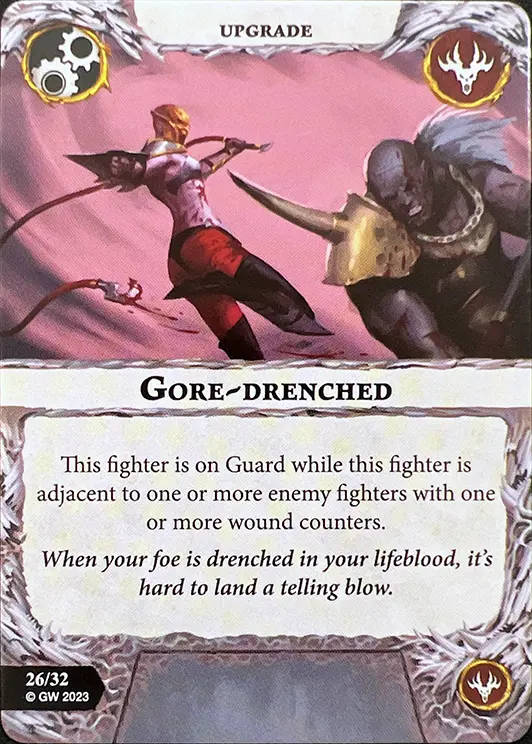 UPGRADE
GORE-DRENCHED
This fighter is on Guard while this fighter is
adjacent to one or more enemy fighters with one
or more wound counters.
When your foe is drenched in your lifeblood, it's
hard to land a telling blow.
26/32
© GW 2023